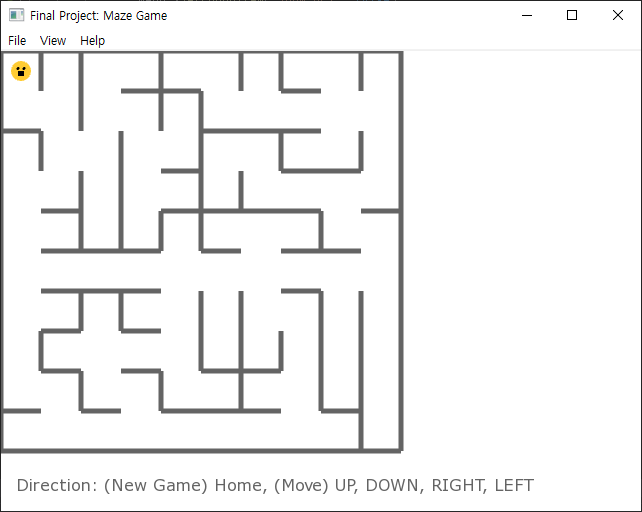 Final Project: Maze Game
File View Help
Direction: (New Game) Home, (Move) UP, DOWN, RIGHT, LEFT